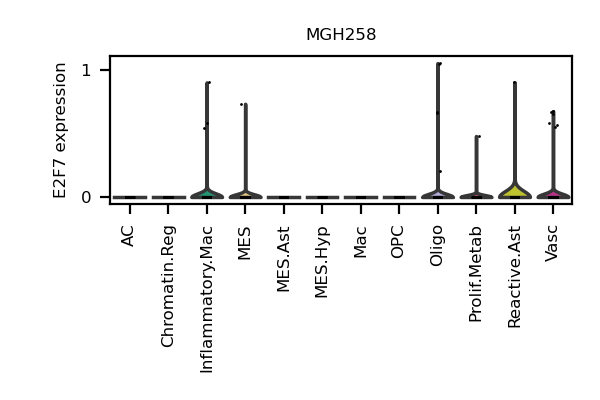 MGH258
E2F7 expression
1
0
AC
Chromatin.Reg
Inflammatory.Mac
MES
MES.Ast
MES.Hyp
Mac
OPC
Oligo
Prolif.Metab
Reactive.Ast
Vasc